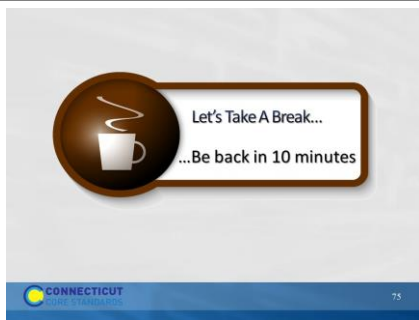 Let's Take A Break...
...Be back in 10 minutes
CONNECTICUT
CORE STANDARDS
75